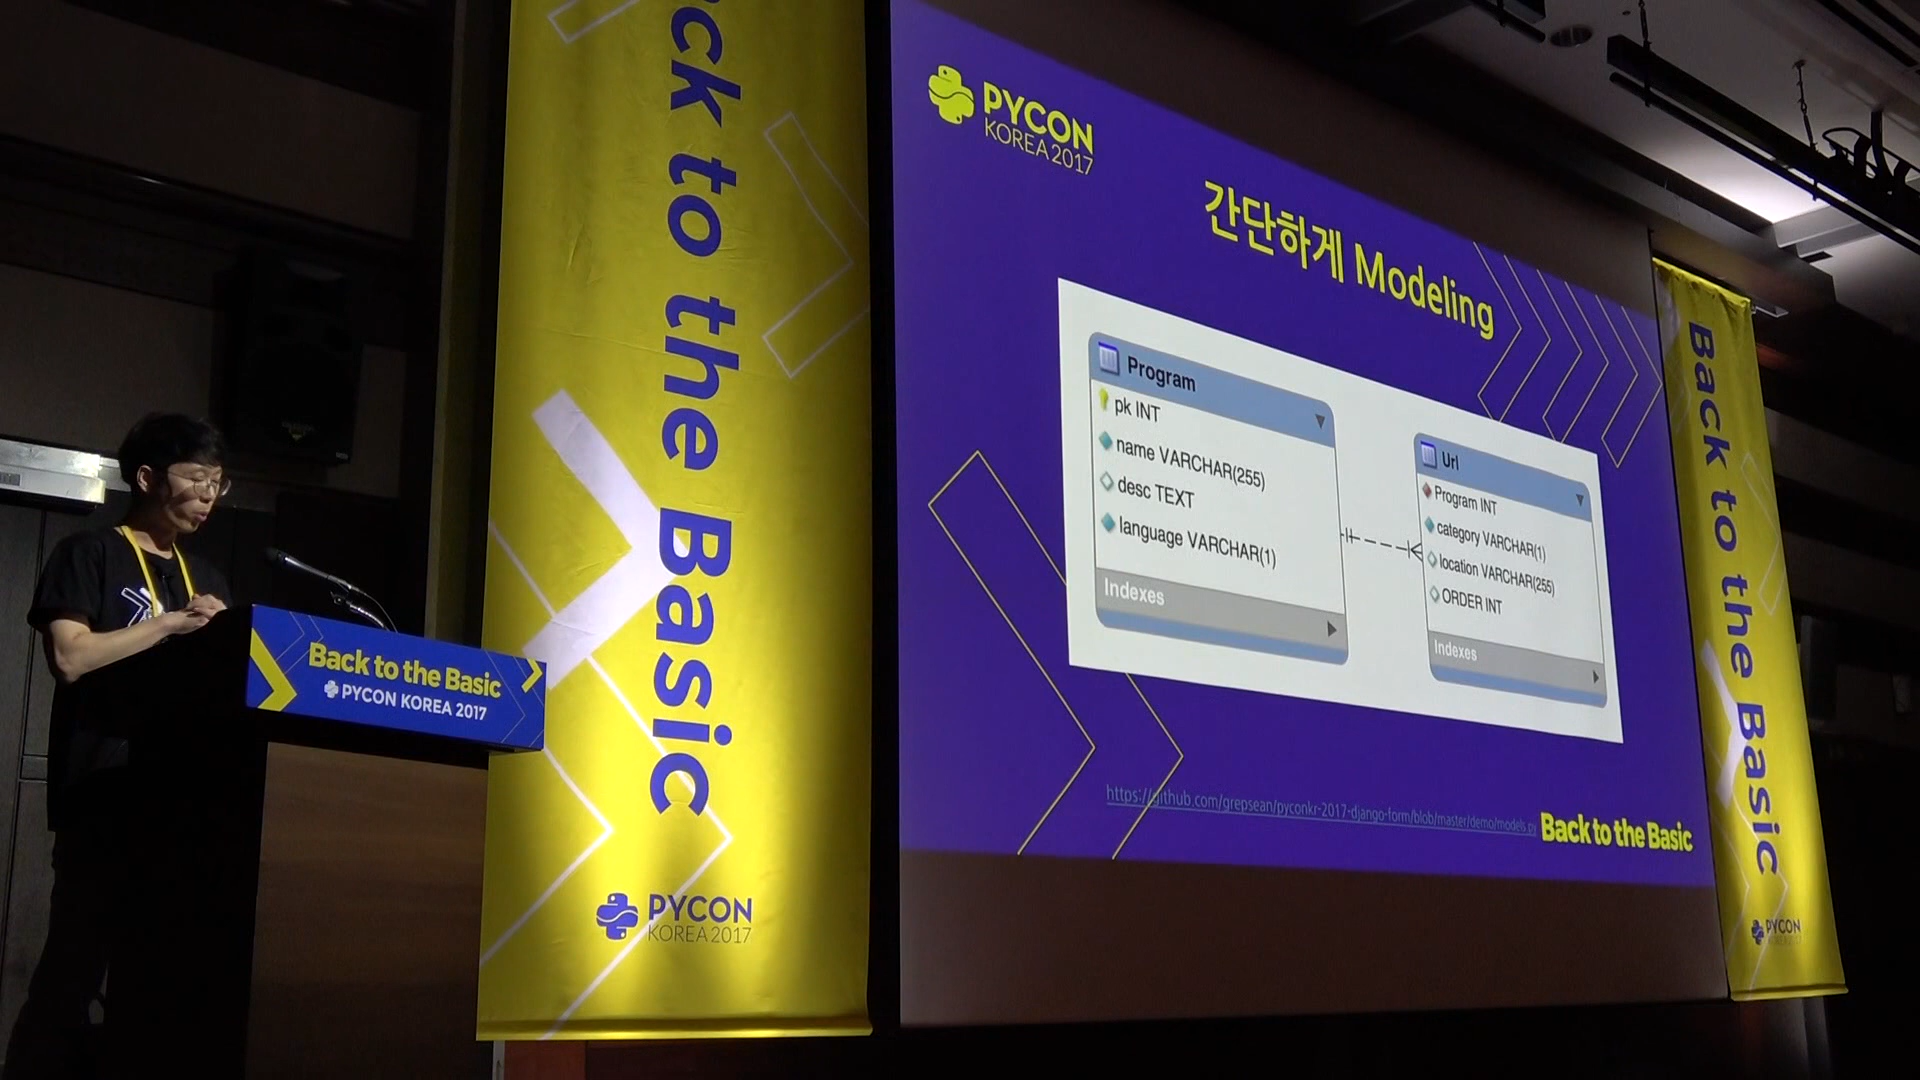 ck to the Basic
PYCON
KOREA 2017
Back to the Basic
PYCON KOREA 2017
PYCON
KOREA 2017
간단하게 Modeling
Program
pk INT
name VARCHAR(255)
desc TEXT
language VARCHAR(1)
Indexes
Url
Program INT
category VARCHAR(1)
location VARCHAR(255)
ORDER INT
Indexes
https://github.com/grepsean/pyconkr-2017-django-form/blob/master/demo/models.py
Back to the Basic
Back to the Basic
PYCON
KOREA 2017